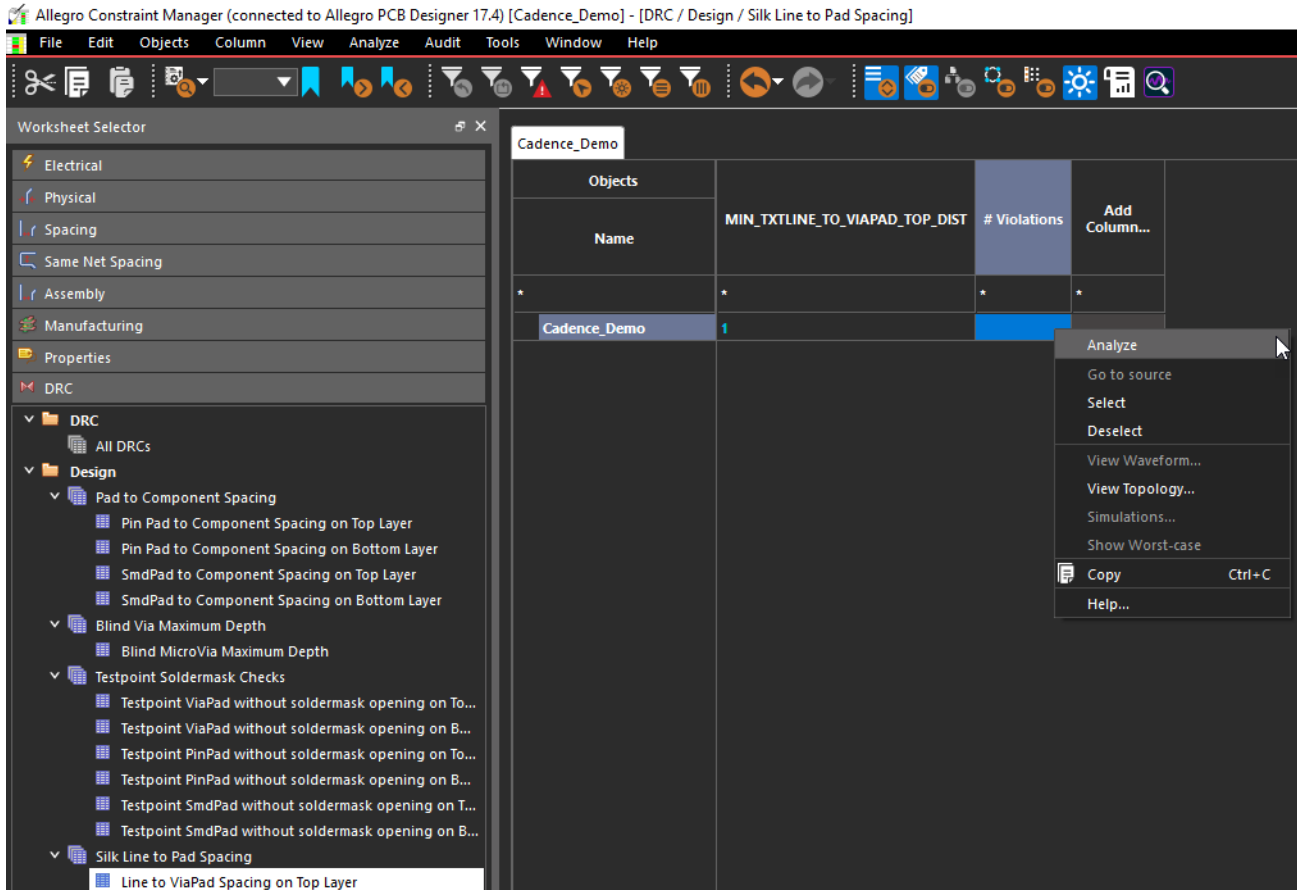 Allegro Constraint Manager (connected to Allegro PCB Designer 17.4) [Cadence_Demo] - [DRC / Design / Silk Line to Pad Spacing]
File Edit Objects Column View Analyze Audit Tools Window Help
Worksheet Selector
Electrical
Physical
Spacing
Same Net Spacing
Assembly
Manufacturing
Properties
DRC
DRC
All DRCs
Design
Pad to Component Spacing
Pin Pad to Component Spacing on Top Layer
Pin Pad to Component Spacing on Bottom Layer
SmdPad to Component Spacing on Top Layer
SmdPad to Component Spacing on Bottom Layer
Blind Via Maximum Depth
Blind MicroVia Maximum Depth
Testpoint Soldermask Checks
Testpoint ViaPad without soldermask opening on To...
Testpoint ViaPad without soldermask opening on B...
Testpoint PinPad without soldermask opening on To...
Testpoint PinPad without soldermask opening on B...
Testpoint SmdPad without soldermask opening on T...
Testpoint SmdPad without soldermask opening on B...
Silk Line to Pad Spacing
Line to ViaPad Spacing on Top Layer
Cadence_Demo
Objects
Name
MIN_TXTLINE_TO_VIAPAD_TOP_DIST
# Violations
Add
Column...
* * * *
Cadence_Demo 1
Analyze
Go to source
Select
Deselect
View Waveform...
View Topology...
Simulations...
Show Worst-case
Copy Ctrl+C
Help...